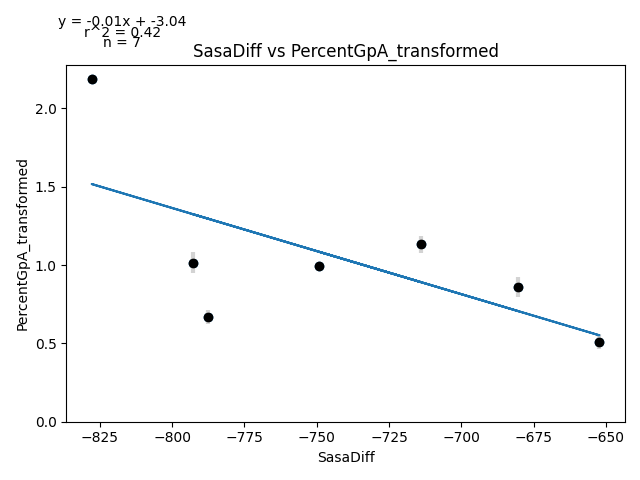 y = -0.01x + -3.04
r^2 = 0.42
n = 7
SasaDiff vs PercentGpA_transformed
PercentGpA_transformed
2.0
1.5
1.0
0.5
0.0
−825 −800 −775 −750 −725 −700 −675 −650
SasaDiff